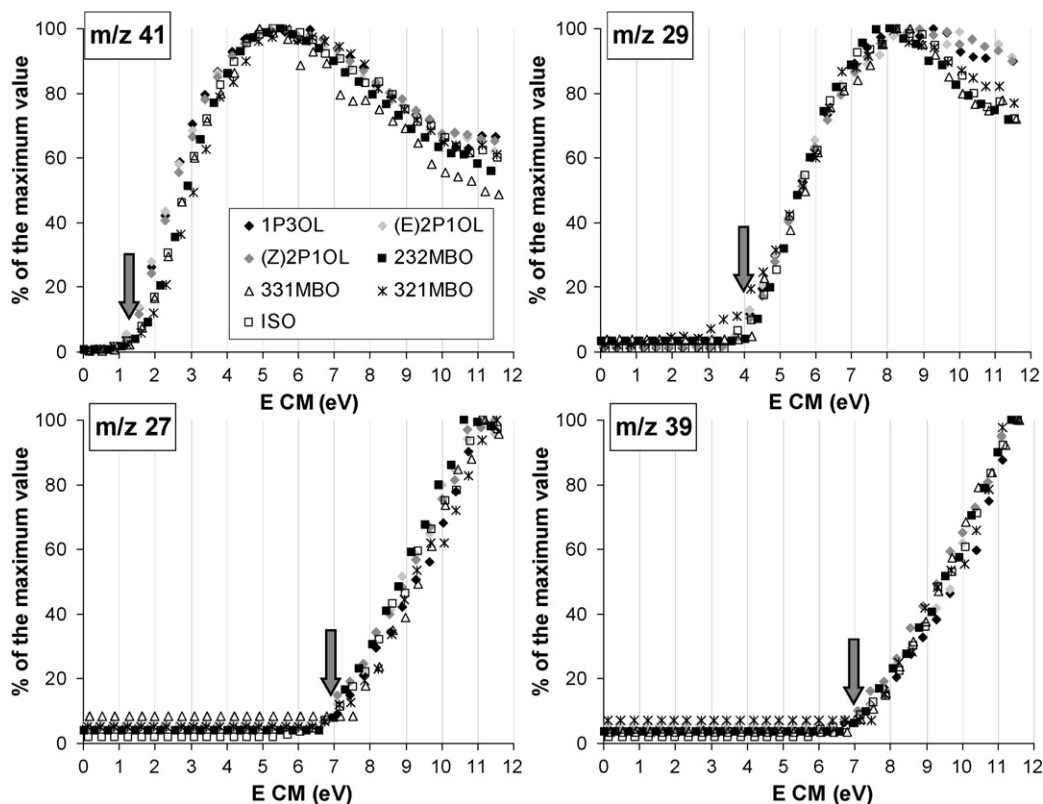 m/z 41
% of the maximum value
100
80
60
40
20
0
0 1 2 3 4 5 6 7 8 9 10 11 12
E CM (eV)
1P3OL (E)2P1OL
(Z)2P1OL 232MBO
331MBO 321MBO
ISO
m/z 29
% of the maximum value
100
80
60
40
20
0
0 1 2 3 4 5 6 7 8 9 10 11 12
E CM (eV)
m/z 27
% of the maximum value
100
80
60
40
20
0
0 1 2 3 4 5 6 7 8 9 10 11 12
E CM (eV)
m/z 39
% of the maximum value
100
80
60
40
20
0
0 1 2 3 4 5 6 7 8 9 10 11 12
E CM (eV)